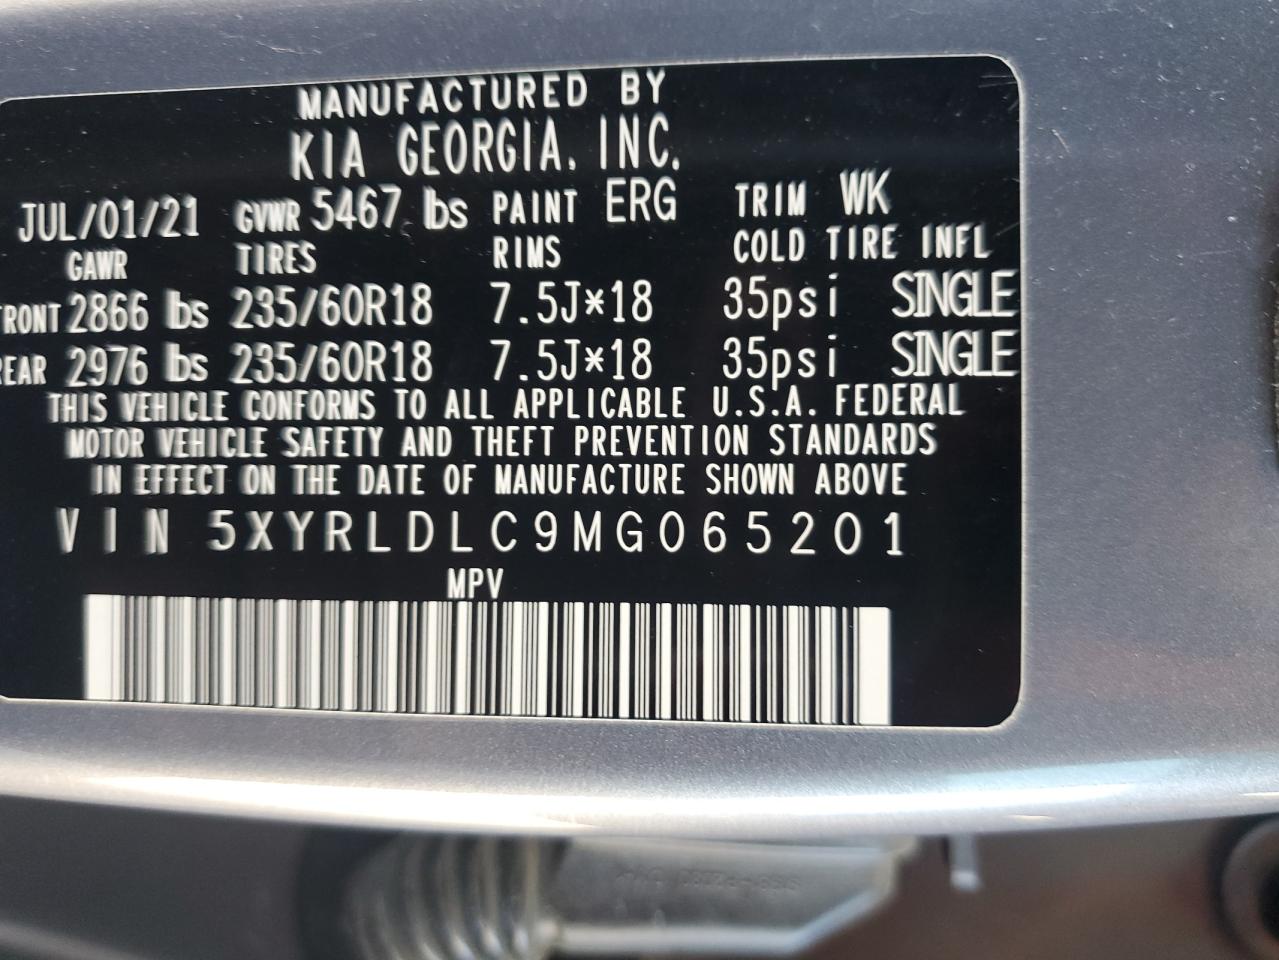 MANUFACTURED BY
KIA GEORGIA, INC.
JUL/01/21 GVWR 5467 lbs PAINT ERG TRIM WK
GAWR TIRES RIMS COLD TIRE INFL
FRONT 2866 lbs 235/60R18 7.5J×18 35psi SINGLE
REAR 2976 lbs 235/60R18 7.5J×18 35psi SINGLE
THIS VEHICLE CONFORMS TO ALL APPLICABLE U.S.A. FEDERAL
MOTOR VEHICLE SAFETY AND THEFT PREVENTION STANDARDS
IN EFFECT ON THE DATE OF MANUFACTURE SHOWN ABOVE
VIN 5XYRLDLC9MG065201
MPV